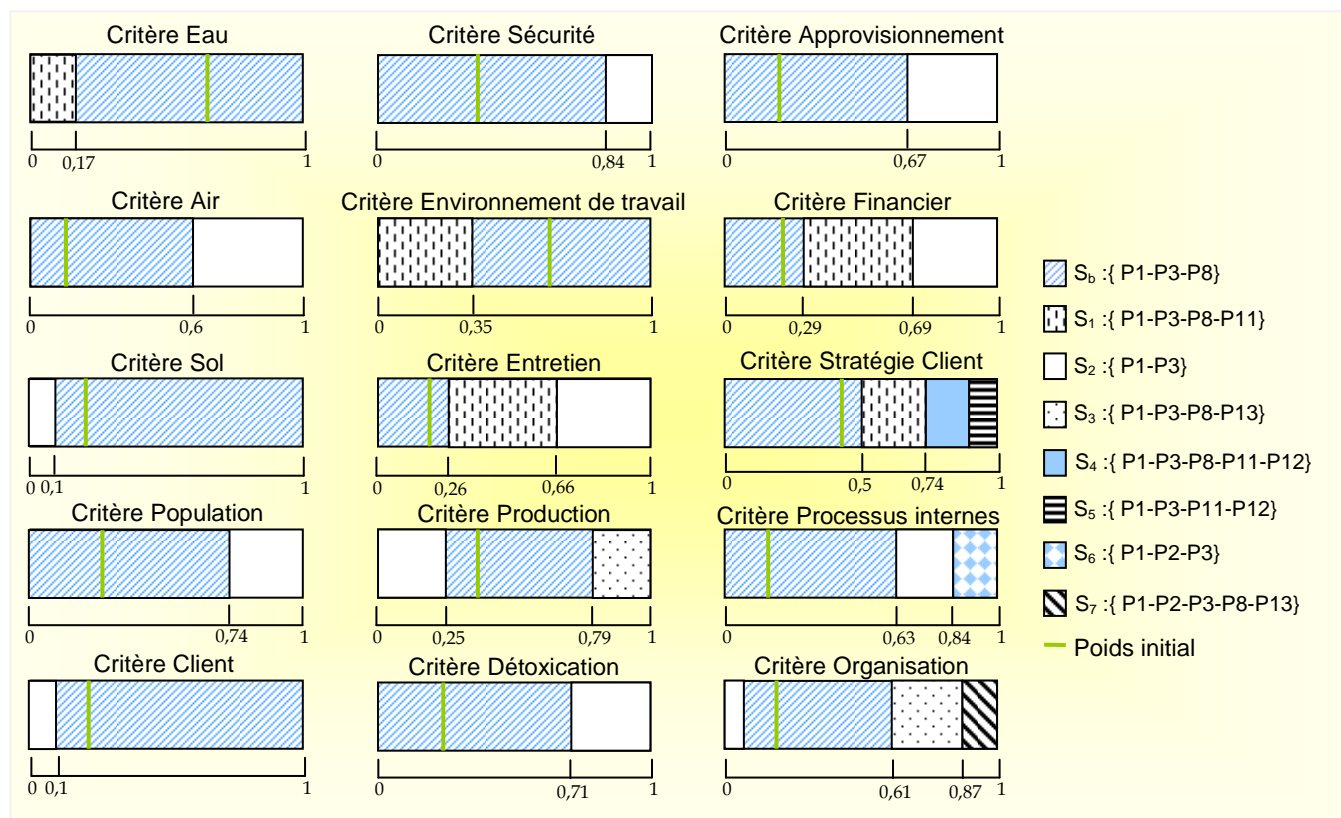 Critère Eau
0 0,17 1
Critère Sécurité
0 0,84 1
Critère Approvisionnement
0 0,67 1
Critère Air
0 0,6 1
Critère Environnement de travail
0 0,35 1
Critère Financier
0 0,29 0,69 1
Critère Sol
0 0,1 1
Critère Entretien
0 0,26 0,66 1
Critère Stratégie Client
0 0,5 0,74 1
Critère Population
0 0,74 1
Critère Production
0 0,25 0,79 1
Critère Processus internes
0 0,63 0,84 1
Critère Client
0 0,1 1
Critère Détoxication
0 0,71 1
Critère Organisation
0 0,61 0,87 1
Sb :{ P1-P3-P8}
S1 :{ P1-P3-P8-P11}
S2 :{ P1-P3}
S3 :{ P1-P3-P8-P13}
S4 :{ P1-P3-P8-P11-P12}
S5 :{ P1-P3-P11-P12}
S6 :{ P1-P2-P3}
S7 :{ P1-P2-P3-P8-P13}
Poids initial